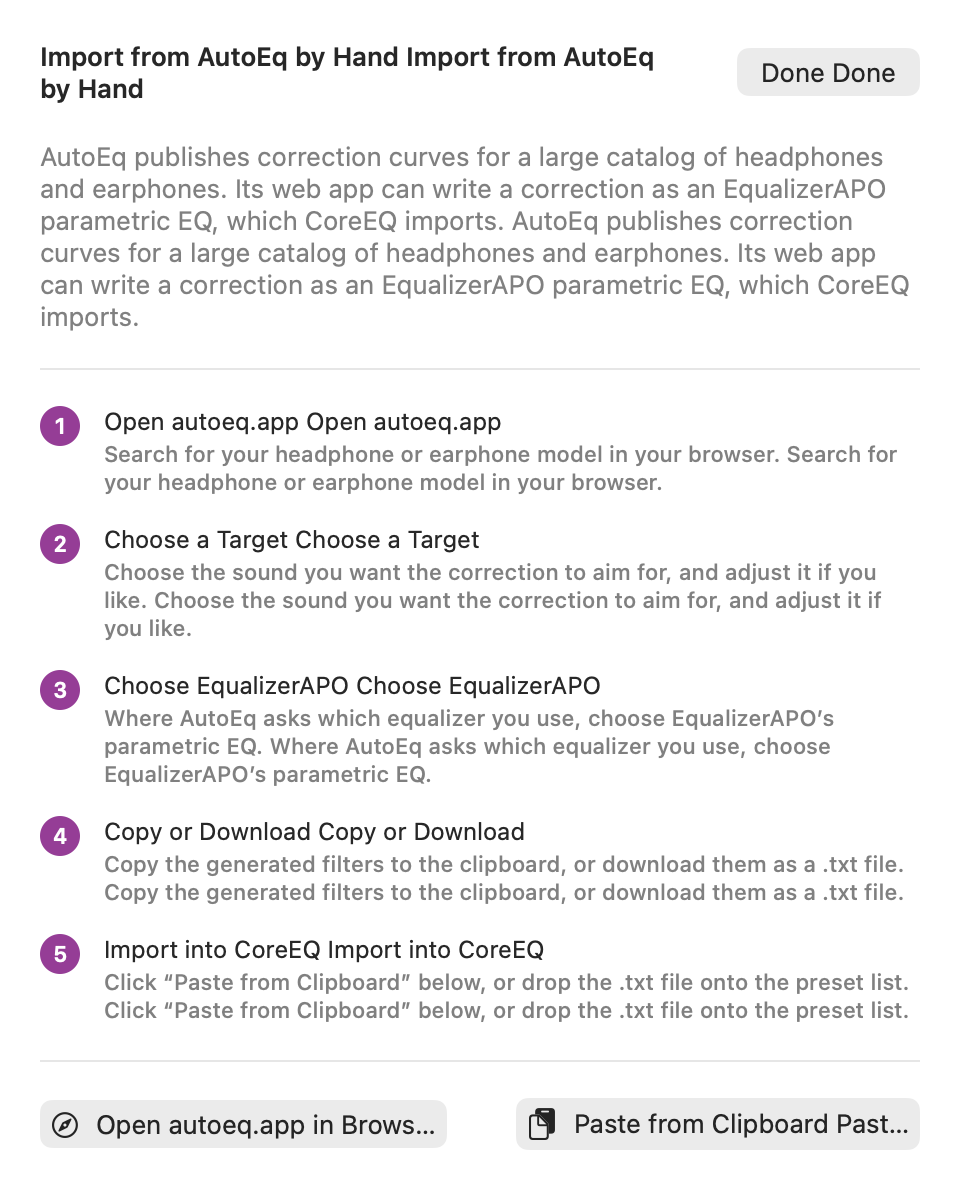 Import from AutoEq by Hand Import from AutoEq
by Hand
Done Done
AutoEq publishes correction curves for a large catalog of headphones
and earphones. Its web app can write a correction as an EqualizerAPO
parametric EQ, which CoreEQ imports. AutoEq publishes correction
curves for a large catalog of headphones and earphones. Its web app
can write a correction as an EqualizerAPO parametric EQ, which CoreEQ
imports.
1
Open autoeq.app Open autoeq.app
Search for your headphone or earphone model in your browser. Search for
your headphone or earphone model in your browser.
2
Choose a Target Choose a Target
Choose the sound you want the correction to aim for, and adjust it if you
like. Choose the sound you want the correction to aim for, and adjust it if
you like.
3
Choose EqualizerAPO Choose EqualizerAPO
Where AutoEq asks which equalizer you use, choose EqualizerAPO’s
parametric EQ. Where AutoEq asks which equalizer you use, choose
EqualizerAPO’s parametric EQ.
4
Copy or Download Copy or Download
Copy the generated filters to the clipboard, or download them as a .txt file.
Copy the generated filters to the clipboard, or download them as a .txt file.
5
Import into CoreEQ Import into CoreEQ
Click “Paste from Clipboard” below, or drop the .txt file onto the preset list.
Click “Paste from Clipboard” below, or drop the .txt file onto the preset list.
Open autoeq.app in Brows...
Paste from Clipboard Past...